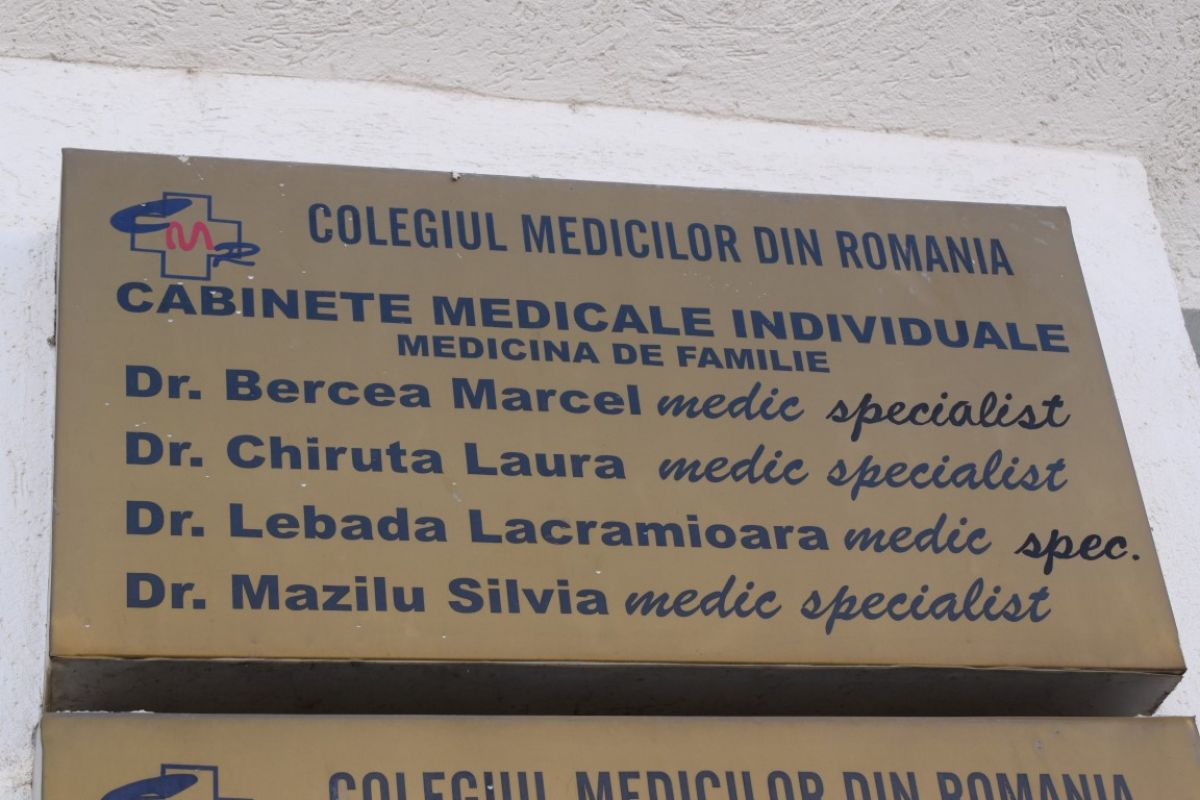 CMR
COLEGIUL MEDICILOR DIN ROMANIA
CABINETE MEDICALE INDIVIDUALE
MEDICINA DE FAMILIE
Dr. Bercea Marcel medic specialist
Dr. Chiruta Laura medic specialist
Dr. Lebada Lacramioara medic spec.
Dr. Mazilu Silvia medic specialist
COLEGIUL MEDICILOR DIN ROMANIA